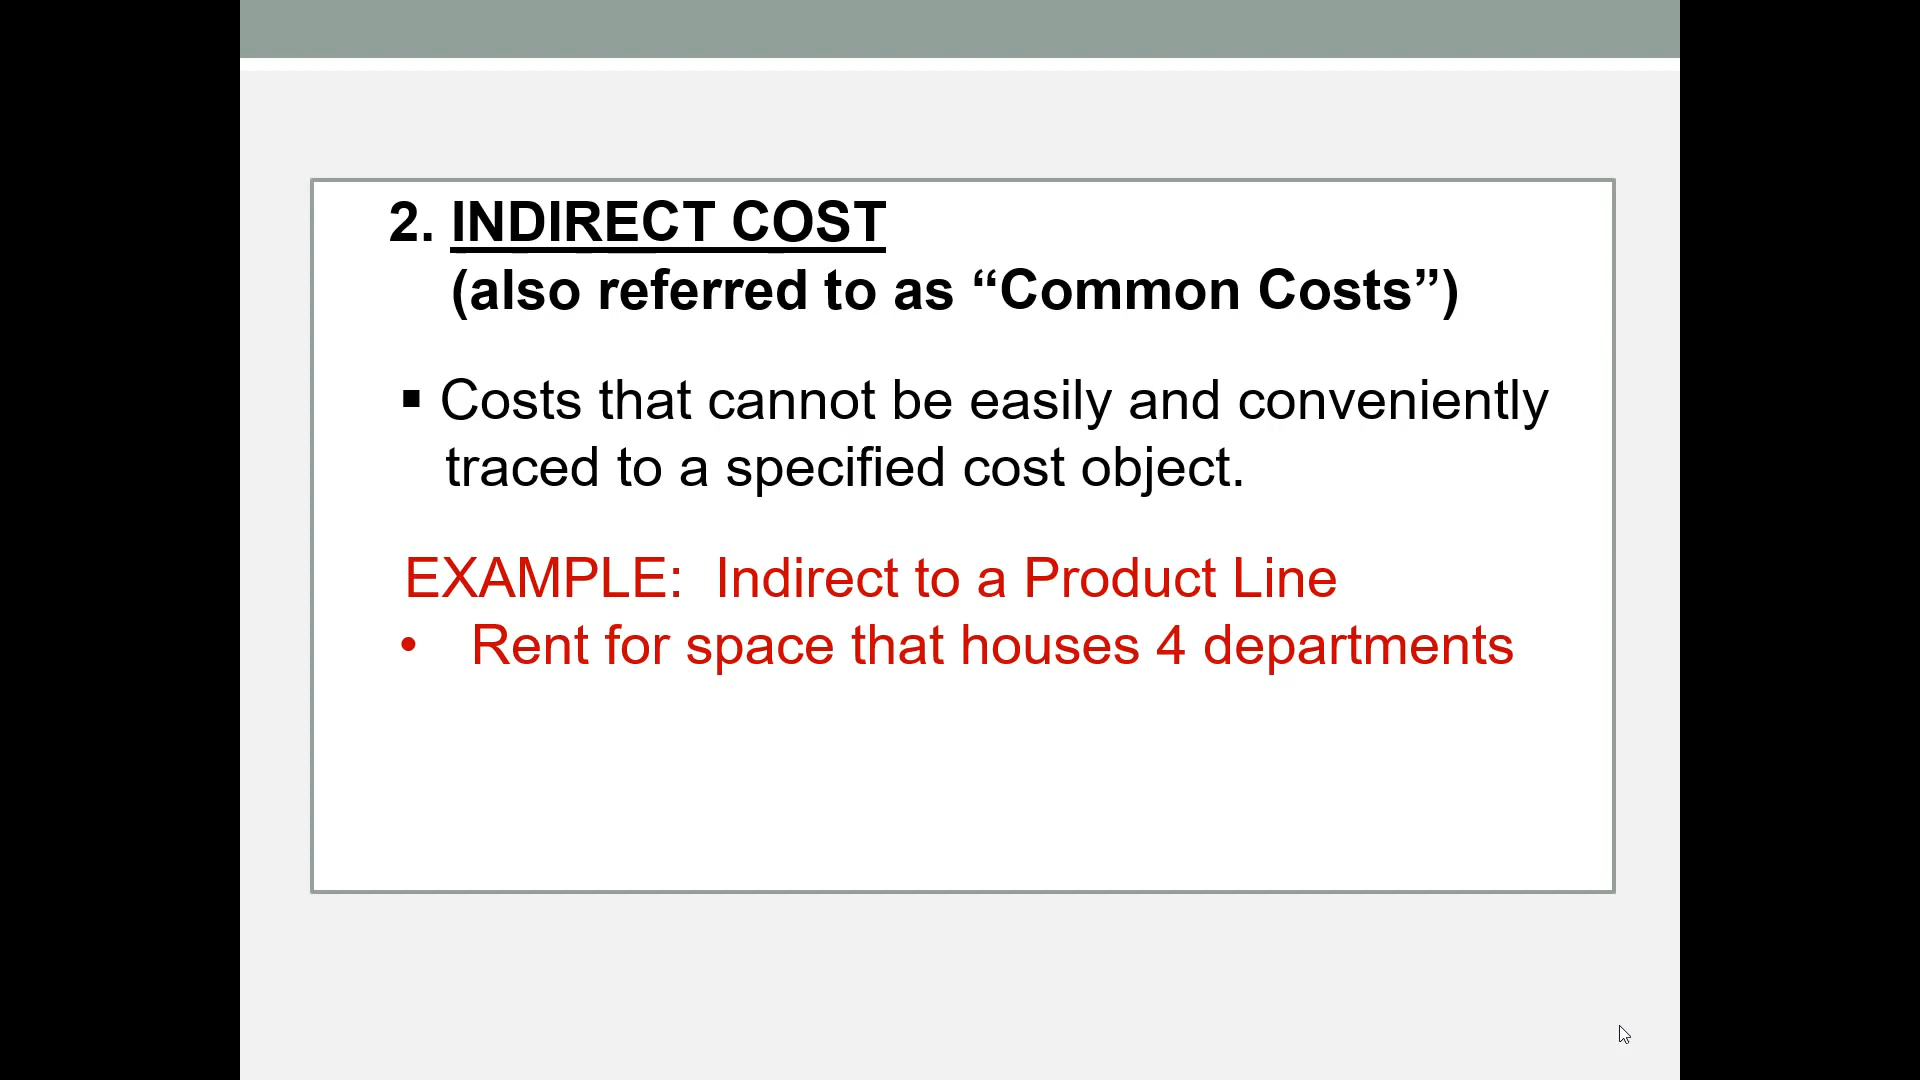 2. INDIRECT COST
(also referred to as “Common Costs”)
▪ Costs that cannot be easily and conveniently
traced to a specified cost object.
EXAMPLE:  Indirect to a Product Line
• Rent for space that houses 4 departments